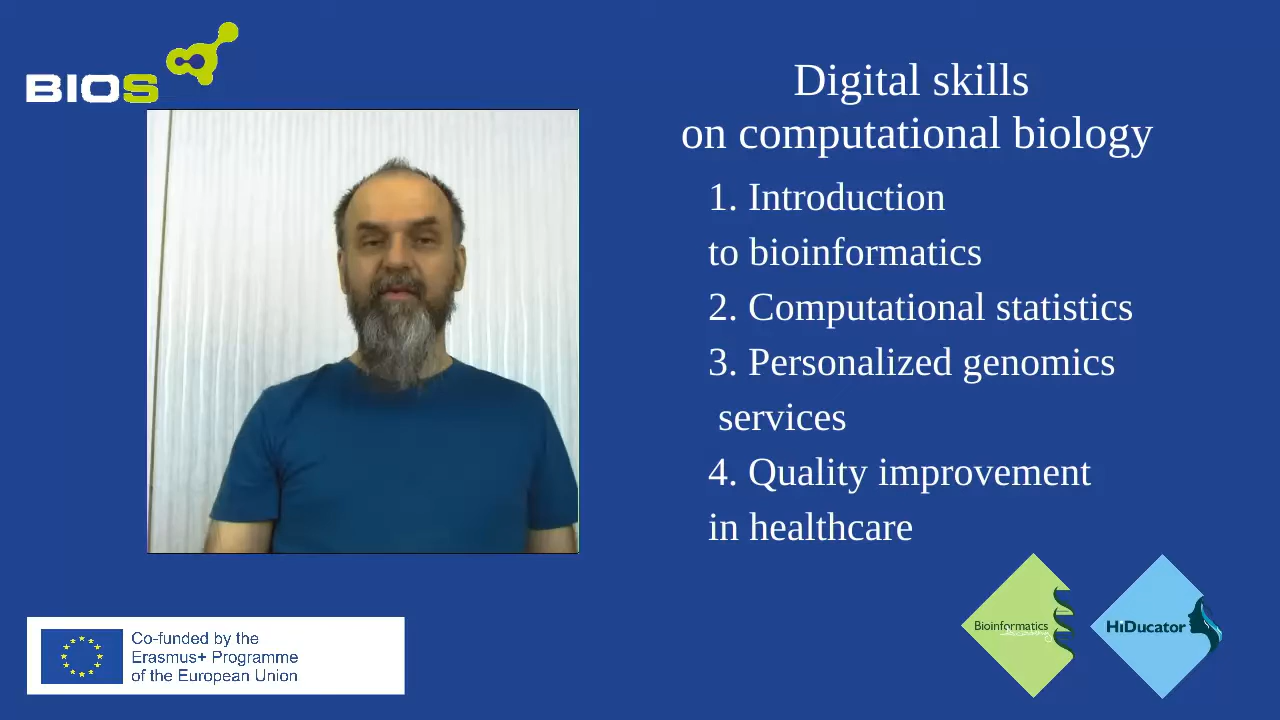 BIOS
Digital skills
on computational biology
1. Introduction
to bioinformatics
2. Computational statistics
3. Personalized genomics
services
4. Quality improvement
in healthcare
Co-funded by the
Erasmus+ Programme
of the European Union
Bioinformatics
HiDucator